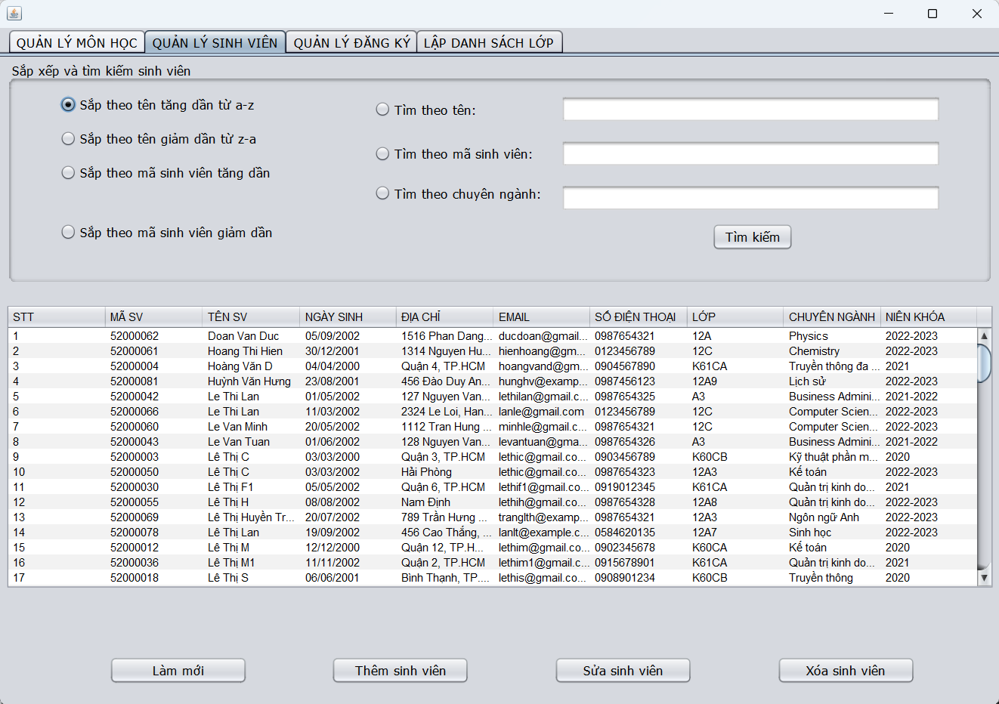 QUẢN LÝ MÔN HỌC QUẢN LÝ SINH VIÊN QUẢN LÝ ĐĂNG KÝ LẬP DANH SÁCH LỚP
Sắp xếp và tìm kiếm sinh viên
Sắp theo tên tăng dần từ a-z
Sắp theo tên giảm dần từ z-a
Sắp theo mã sinh viên tăng dần
Sắp theo mã sinh viên giảm dần
Tìm theo tên:
Tìm theo mã sinh viên:
Tìm theo chuyên ngành:
Tìm kiếm
STT MÃ SV TÊN SV NGÀY SINH ĐỊA CHỈ EMAIL SỐ ĐIỆN THOẠI LỚP CHUYÊN NGÀNH NIÊN KHÓA
1 52000062 Doan Van Duc 05/09/2002 1516 Phan Dang... ducdoan@gmail... 0987654321 12A Physics 2022-2023
2 52000061 Hoang Thi Hien 30/12/2001 1314 Nguyen Hu... hienhoang@gm... 0123456789 12C Chemistry 2022-2023
3 52000004 Hoàng Văn D 04/04/2000 Quận 4, TP.HCM hoangvand@gm... 0904567890 K61CA Truyền thông đa ... 2021
4 52000081 Huỳnh Văn Hưng 23/08/2001 456 Đào Duy An... hunghv@examp... 0987456123 12A9 Lịch sử 2022-2023
5 52000042 Le Thi Lan 01/05/2002 127 Nguyen Van... lethilan@gmail.c... 0987654325 A3 Business Admini... 2021-2022
6 52000066 Le Thi Lan 11/03/2002 2324 Le Loi, Han... lanle@gmail.com 0123456789 12C Computer Scien... 2022-2023
7 52000060 Le Van Minh 20/05/2002 1112 Tran Hung ... minhle@gmail.c... 0987654321 12C Computer Scien... 2022-2023
8 52000043 Le Van Tuan 01/06/2002 128 Nguyen Van... levantuan@gma... 0987654326 A3 Business Admini... 2021-2022
9 52000003 Lê Thị C 03/03/2000 Quận 3, TP.HCM lethic@gmail.co... 0903456789 K60CB Kỹ thuật phần m... 2020
10 52000050 Lê Thị C 03/03/2002 Hải Phòng lethic@gmail.co... 0987654323 12A3 Kế toán 2022-2023
11 52000030 Lê Thị F1 05/05/2002 Quận 6, TP.HCM lethif1@gmail.co... 0919012345 K61CA Quản trị kinh do... 2021
12 52000055 Lê Thị H 08/08/2002 Nam Định lethih@gmail.co... 0987654328 12A8 Quản trị kinh do... 2022-2023
13 52000069 Lê Thị Huyền Tr... 20/07/2002 789 Trần Hưng ... tranglth@examp... 0987654321 12A3 Ngôn ngữ Anh 2022-2023
14 52000078 Lê Thị Lan 19/09/2002 456 Cao Thắng, ... lanlt@example.c... 0584620135 12A7 Sinh học 2022-2023
15 52000012 Lê Thị M 12/12/2000 Quận 12, TP.H... lethim@gmail.co... 0902345678 K60CA Kế toán 2020
16 52000036 Lê Thị M1 11/11/2002 Quận 2, TP.HCM lethim1@gmail.c... 0915678901 K61CA Quản trị kinh do... 2021
17 52000018 Lê Thị S 06/06/2001 Bình Thạnh, TP.... lethis@gmail.co... 0908901234 K60CB Truyền thông 2020
Làm mới Thêm sinh viên Sửa sinh viên Xóa sinh viên